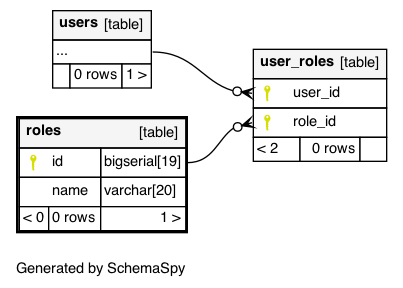 users [table]
...
0 rows 1 >
user_roles [table]
user_id
role_id
< 2 0 rows
roles [table]
id bigserial[19]
name varchar[20]
< 0 0 rows 1 >
Generated by SchemaSpy